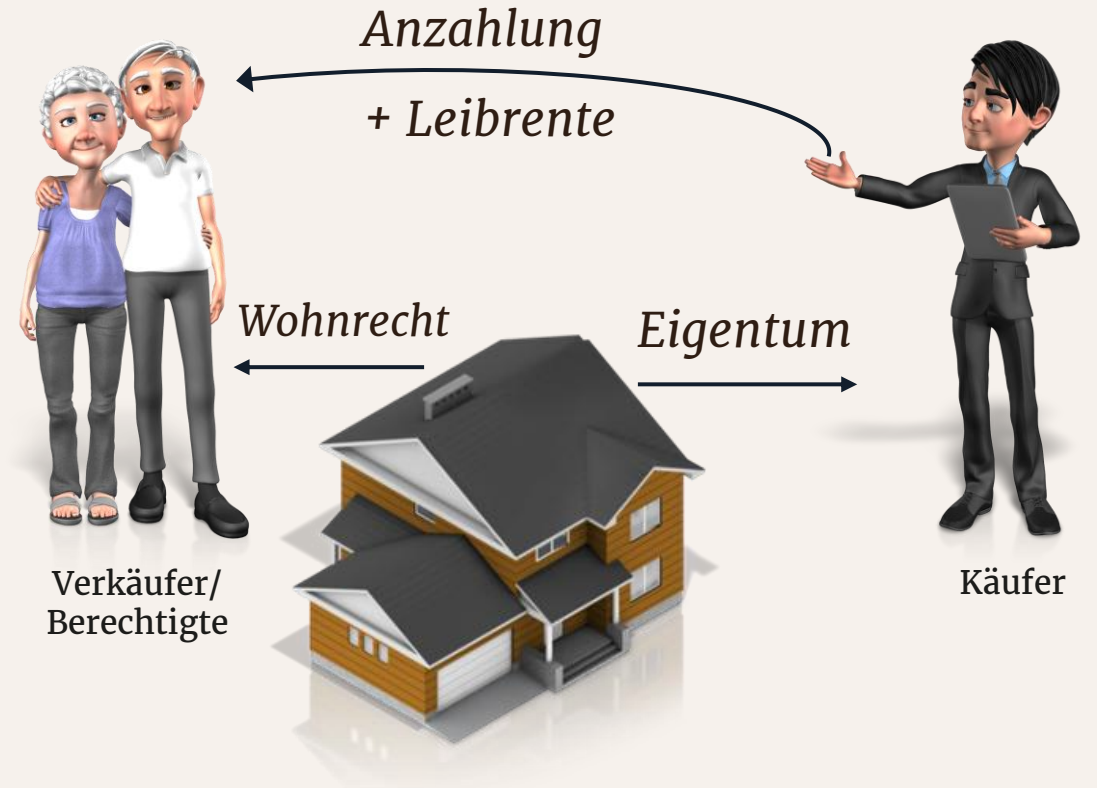 Anzahlung
+ Leibrente
Wohnrecht
Eigentum
Verkäufer/
Berechtigte
Käufer